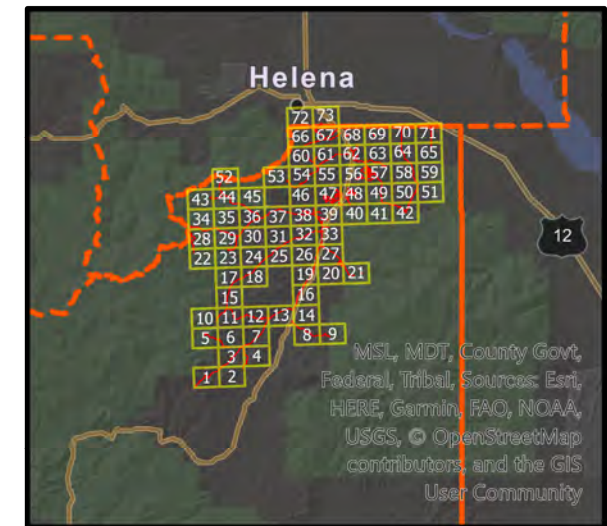 Helena
72 73
66 67 68 69 70 71
60 61 62 63 64 65
52 53 54 55 56 57 58 59
43 44 45 46 47 48 49 50 51
34 35 36 37 38 39 40 41 42
28 29 30 31 32 33
22 23 24 25 26 27
17 18 19 20 21
15 16
10 11 12 13 14
5 6 7 8 9
3 4
1 2
12
MSL, MDT, County Govt,
Federal, Tribal, Sources: Esri,
HERE, Garmin, FAO, NOAA,
USGS, © OpenStreetMap
contributors, and the GIS
User Community